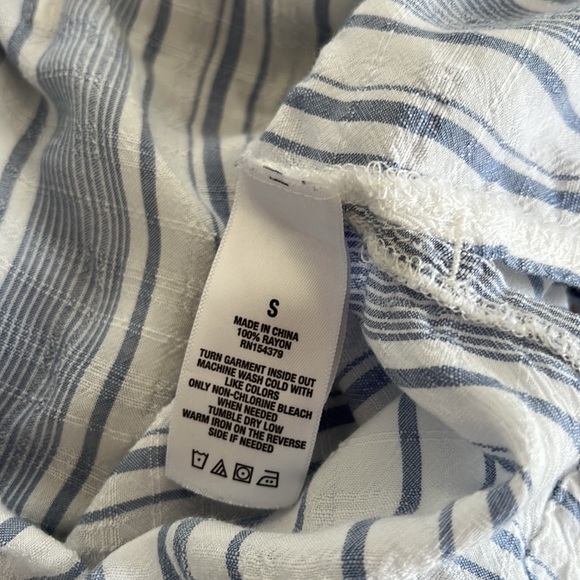 S
MADE IN CHINA
100% RAYON
RN154379
TURN GARMENT INSIDE OUT
MACHINE WASH COLD WITH
LIKE COLORS
ONLY NON-CHLORINE BLEACH
WHEN NEEDED
TUMBLE DRY LOW
WARM IRON ON THE REVERSE
SIDE IF NEEDED